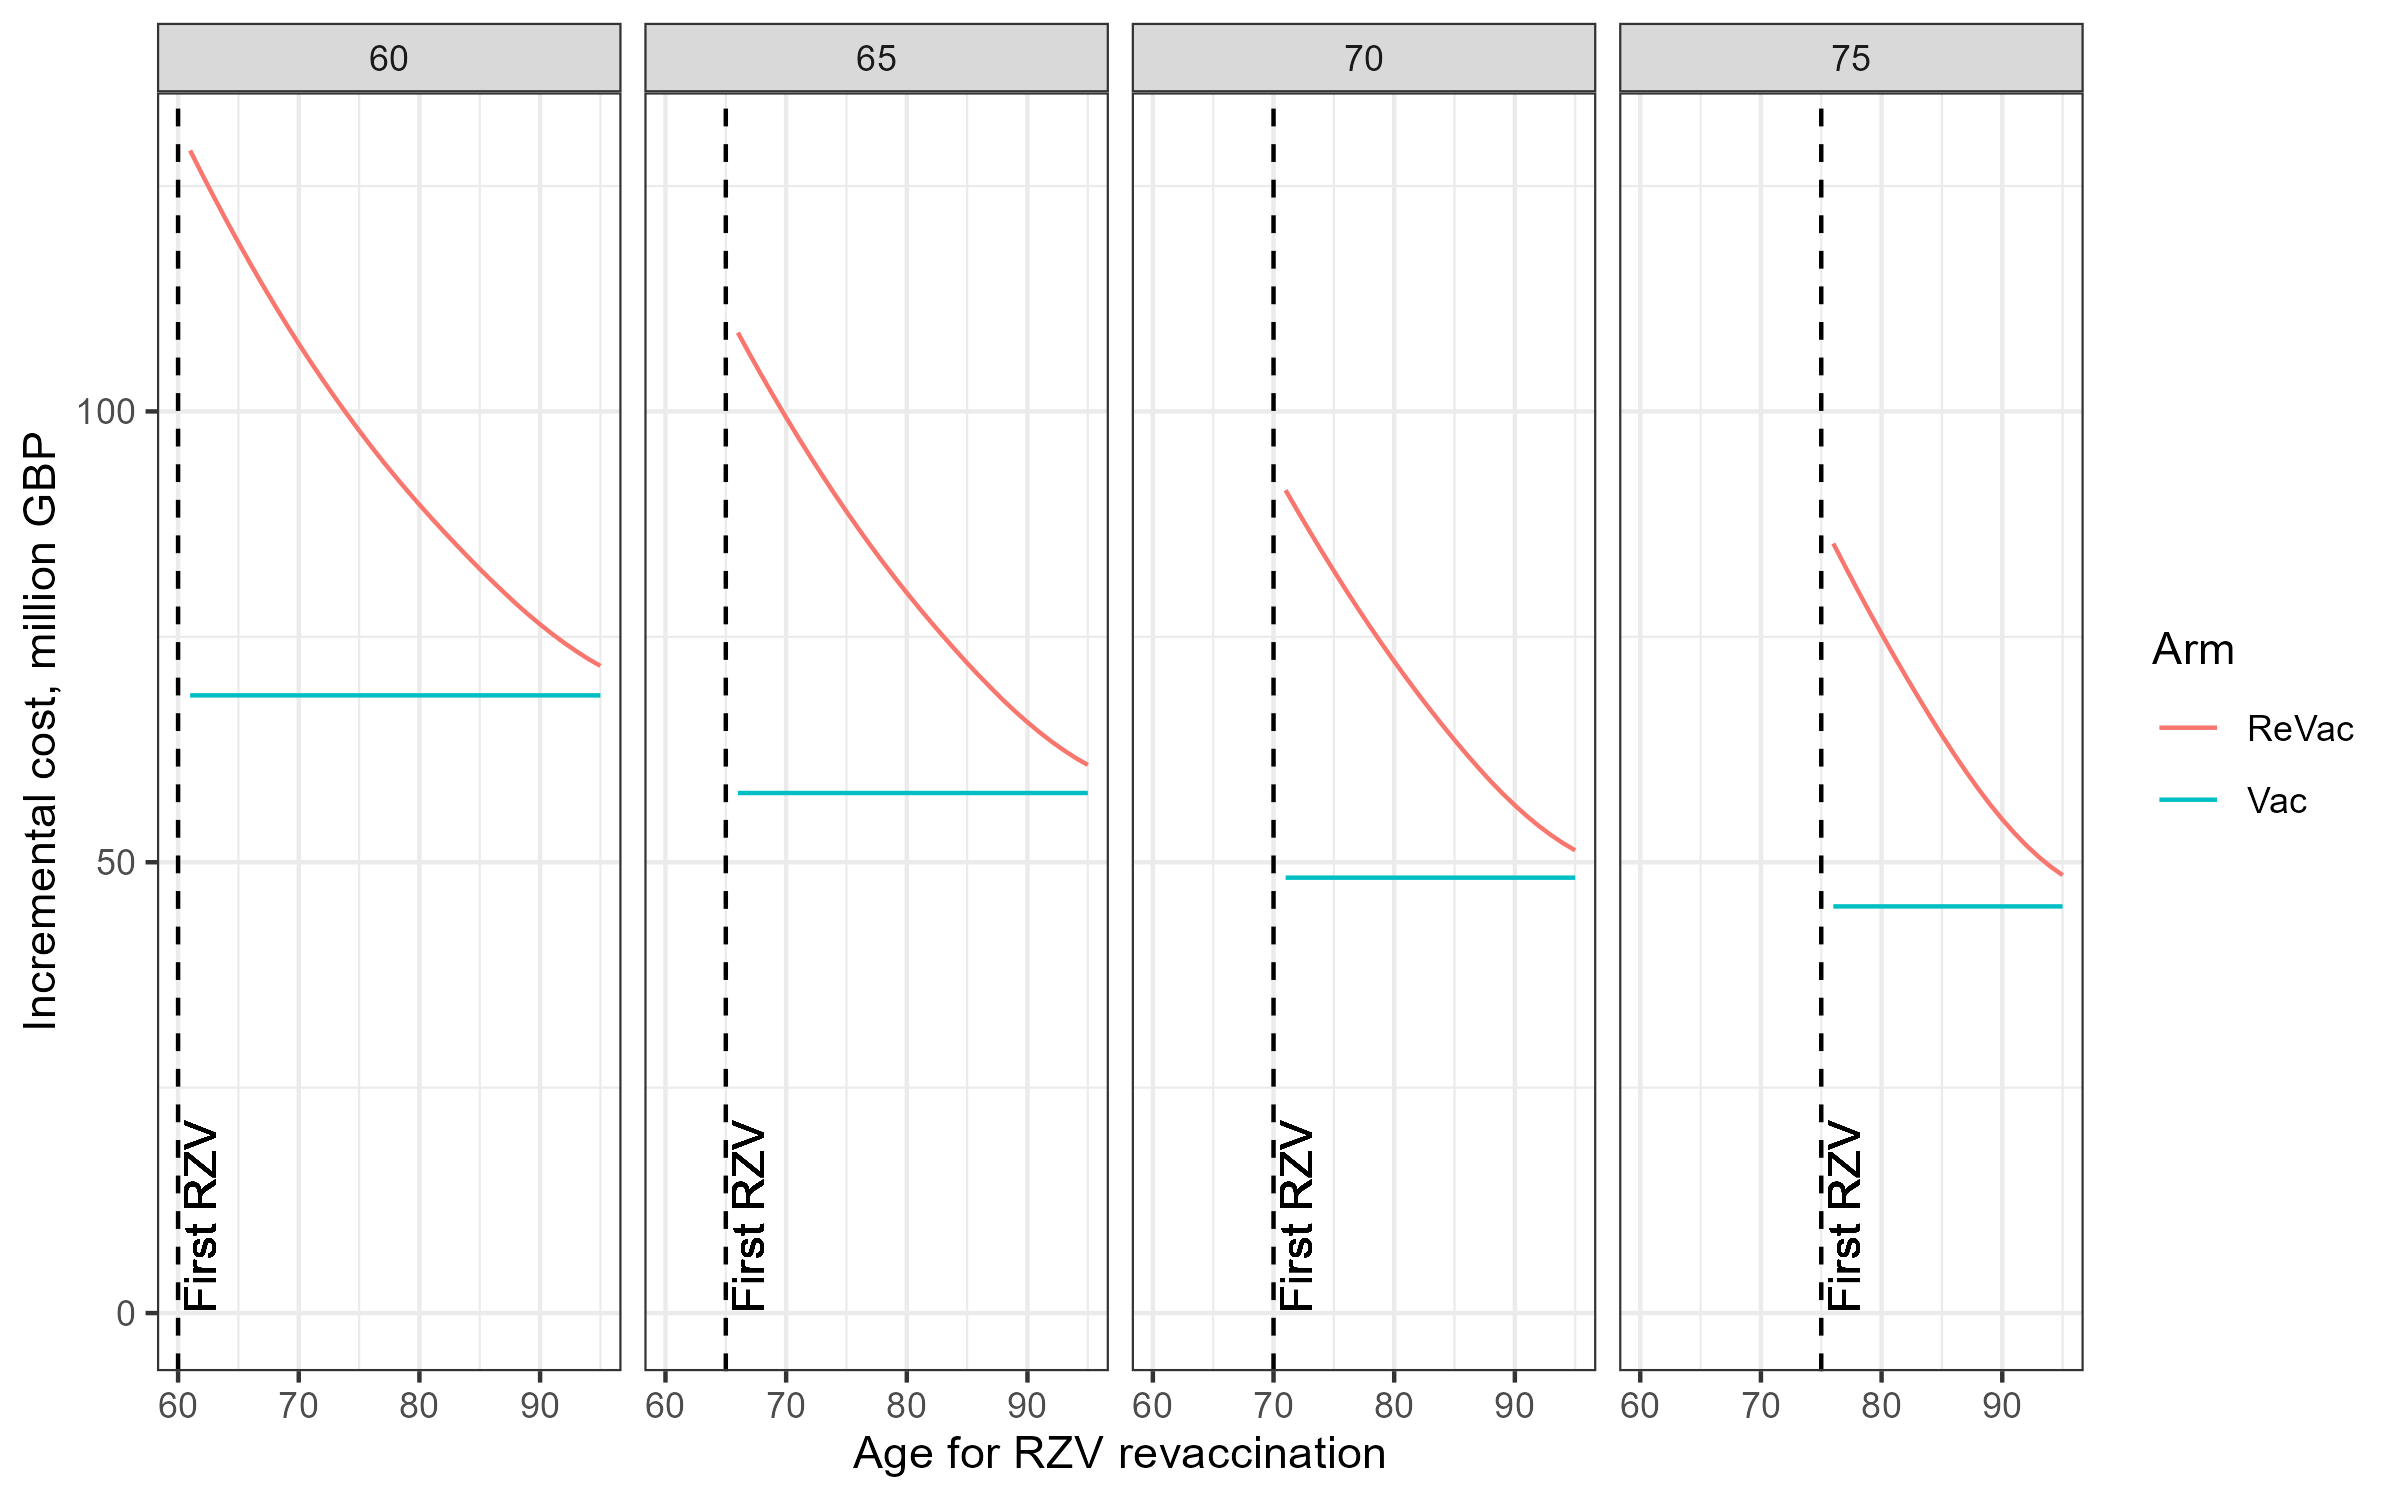 60
65
70
75
Incremental cost, million GBP
100
50
0
First RZV
First RZV
First RZV
First RZV
60 70 80 90
60 70 80 90
60 70 80 90
60 70 80 90
Age for RZV revaccination
Arm
ReVac
Vac